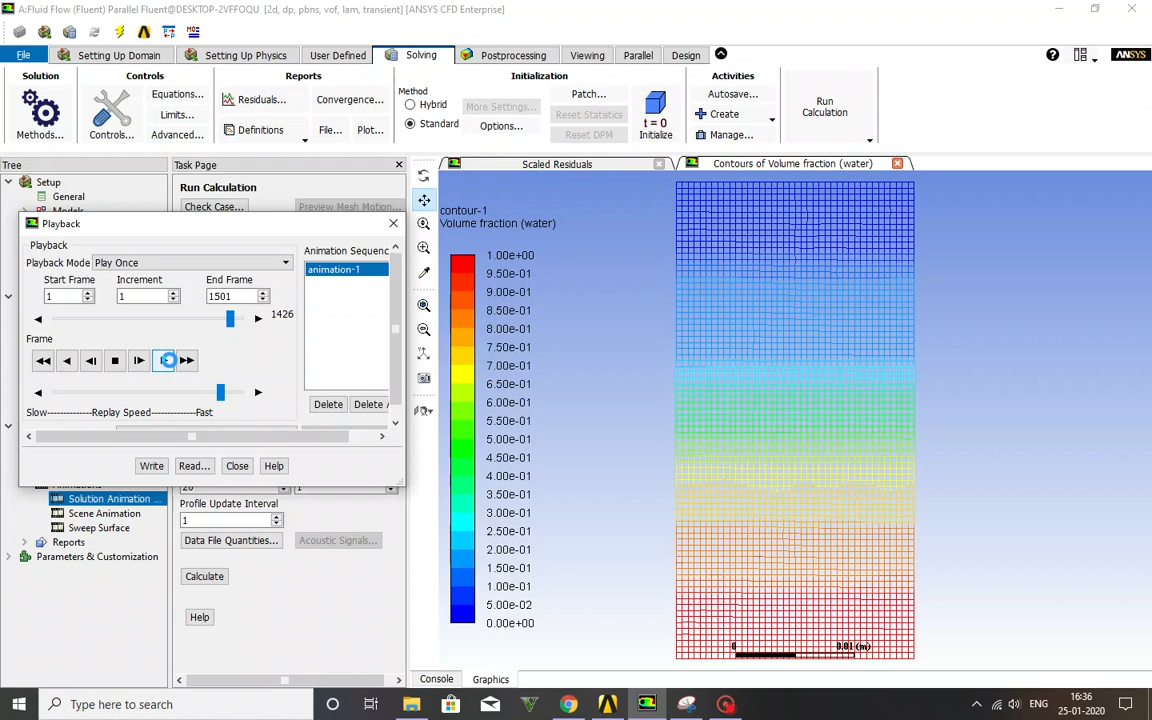 A:Fluid Flow (Fluent) Parallel Fluent@DESKTOP-2VFFOQU [2d, dp, pbns, vof, lam, transient] [ANSYS CFD Enterprise]
File
Setting Up Domain
Setting Up Physics
User Defined
Solving
Postprocessing
Viewing
Parallel
Design
ANSYS
Solution
Controls
Reports
Initialization
Activities
Methods...
Controls...
Equations...
Limits...
Advanced...
Residuals...
Convergence...
Definitions
File...
Plot...
Method
Hybrid
Standard
More Settings...
Options...
Patch...
Reset Statistics
Reset DPM
t = 0
Initialize
Autosave...
Create
Manage...
Run
Calculation
Tree
Setup
General
Task Page
Run Calculation
Check Case...
Preview Mesh Motion...
Scaled Residuals
Contours of Volume fraction (water)
Playback
Playback
Playback Mode Play Once
Start Frame
Increment
End Frame
1
1
1501
1426
Frame
Slow--------------Replay Speed--------------Fast
animation-1
Delete
Write
Read...
Close
Help
Solution Animation ...
Scene Animation
Sweep Surface
Reports
Parameters & Customization
Profile Update Interval
1
Data File Quantities...
Acoustic Signals...
Calculate
Help
contour-1
Volume fraction (water)
1.00e+00
9.50e-01
9.00e-01
8.50e-01
8.00e-01
7.50e-01
7.00e-01
6.50e-01
6.00e-01
5.50e-01
5.00e-01
4.50e-01
4.00e-01
3.50e-01
3.00e-01
2.50e-01
2.00e-01
1.50e-01
1.00e-01
5.00e-02
0.00e+00
0
0.01 (m)
Console
Graphics
Type here to search
ENG
16:36
25-01-2020